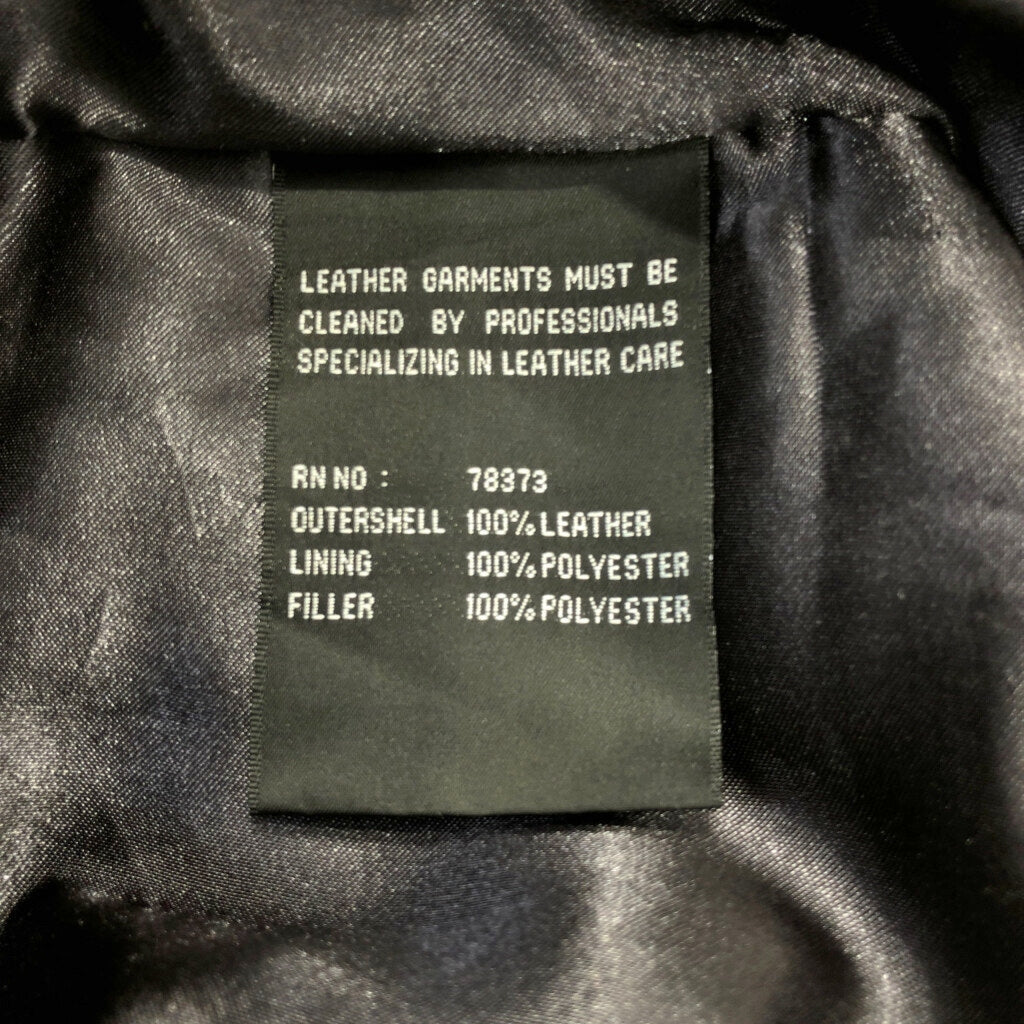 LEATHER GARMENTS MUST BE
CLEANED BY PROFESSIONALS
SPECIALIZING IN LEATHER CARE
RN NO : 78373
OUTERSHELL 100% LEATHER
LINING 100% POLYESTER
FILLER 100% POLYESTER